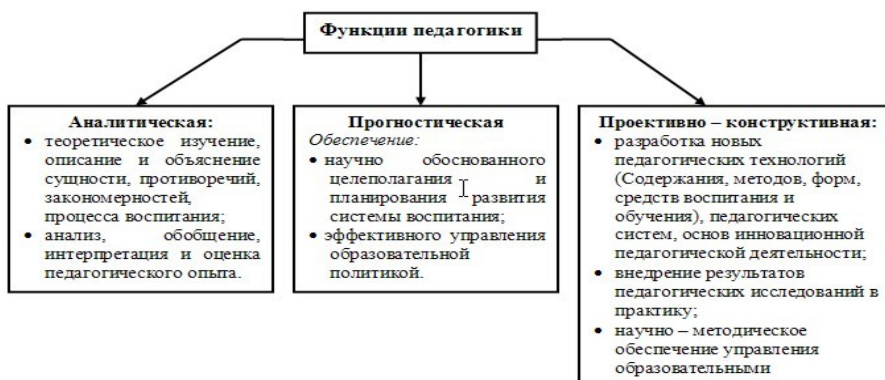 Функции педагогики
Аналитическая:
• теоретическое изучение,
описание и объяснение
сущности, противоречий,
закономерностей,
процесса воспитания;
• анализ, обобщение,
интерпретация и оценка
педагогического опыта.
Прогностическая
Обеспечение:
• научно обоснованного
целеполагания и
планирования развития
системы воспитания;
• эффективного управления
образовательной
политикой.
Проективно – конструктивная:
• разработка новых
педагогических технологий
(Содержания, методов, форм,
средств воспитания и
обучения), педагогических
систем, основ инновационной
педагогической деятельности;
• внедрение результатов
педагогических исследований в
практику;
• научно – методическое
обеспечение управления
образовательными